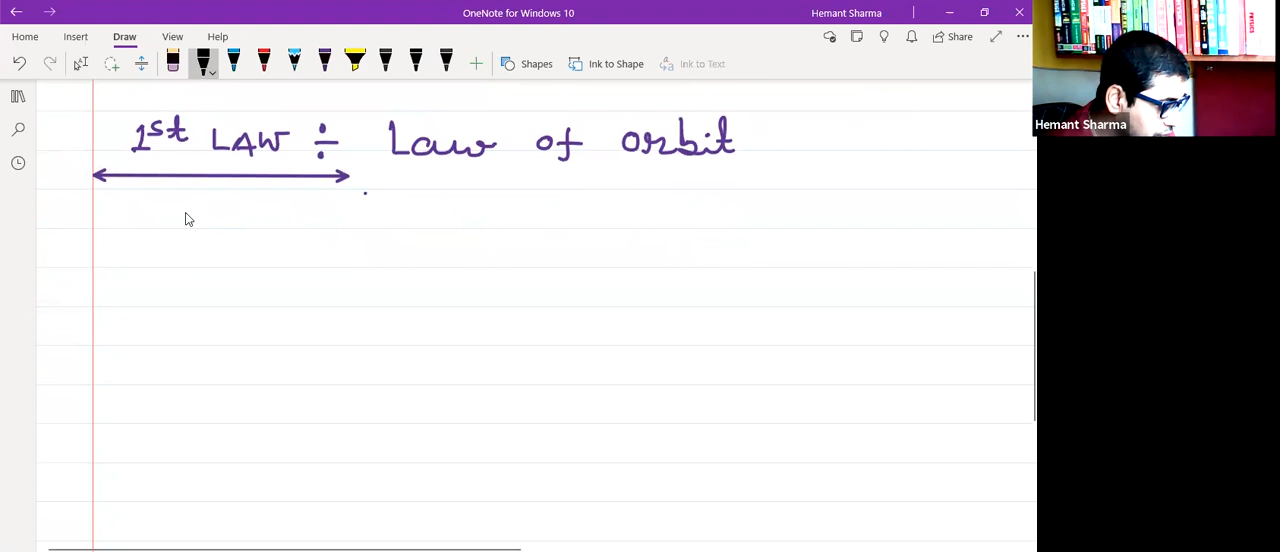 OneNote for Windows 10
Hemant Sharma
Home Insert Draw View Help
Share
Shapes Ink to Shape Ink to Text
Hemant Sharma
1st LAW ÷ Law of orbit
PHYSICS